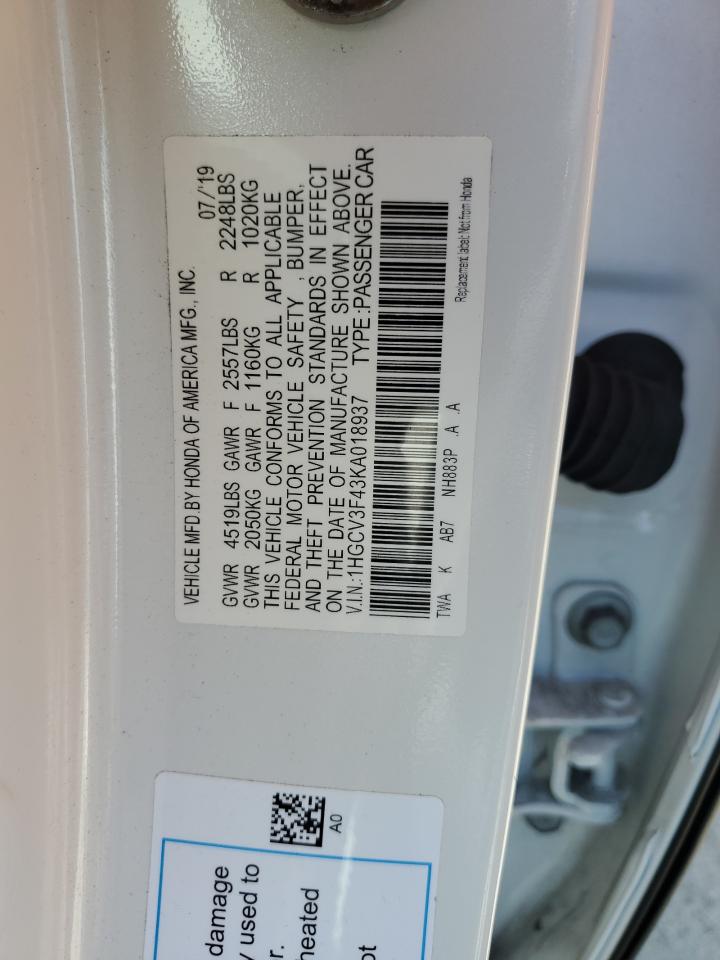 VEHICLE MFD.BY HONDA OF AMERICA MFG., INC. 07/'19
GVWR 4519LBS GAWR F 2557LBS R 2248LBS
GVWR 2050KG GAWR F 1160KG R 1020KG
THIS VEHICLE CONFORMS TO ALL APPLICABLE
FEDERAL MOTOR VEHICLE SAFETY , BUMPER,
AND THEFT PREVENTION STANDARDS IN EFFECT
ON THE DATE OF MANUFACTURE SHOWN ABOVE.
V.I.N.:1HGCV3F43KA018937 TYPE:PASSENGER CAR
TWA K AB7 NH883P .A .A
Replacement label: Not from Honda
A0
damage
y used to
r.
heated
ot